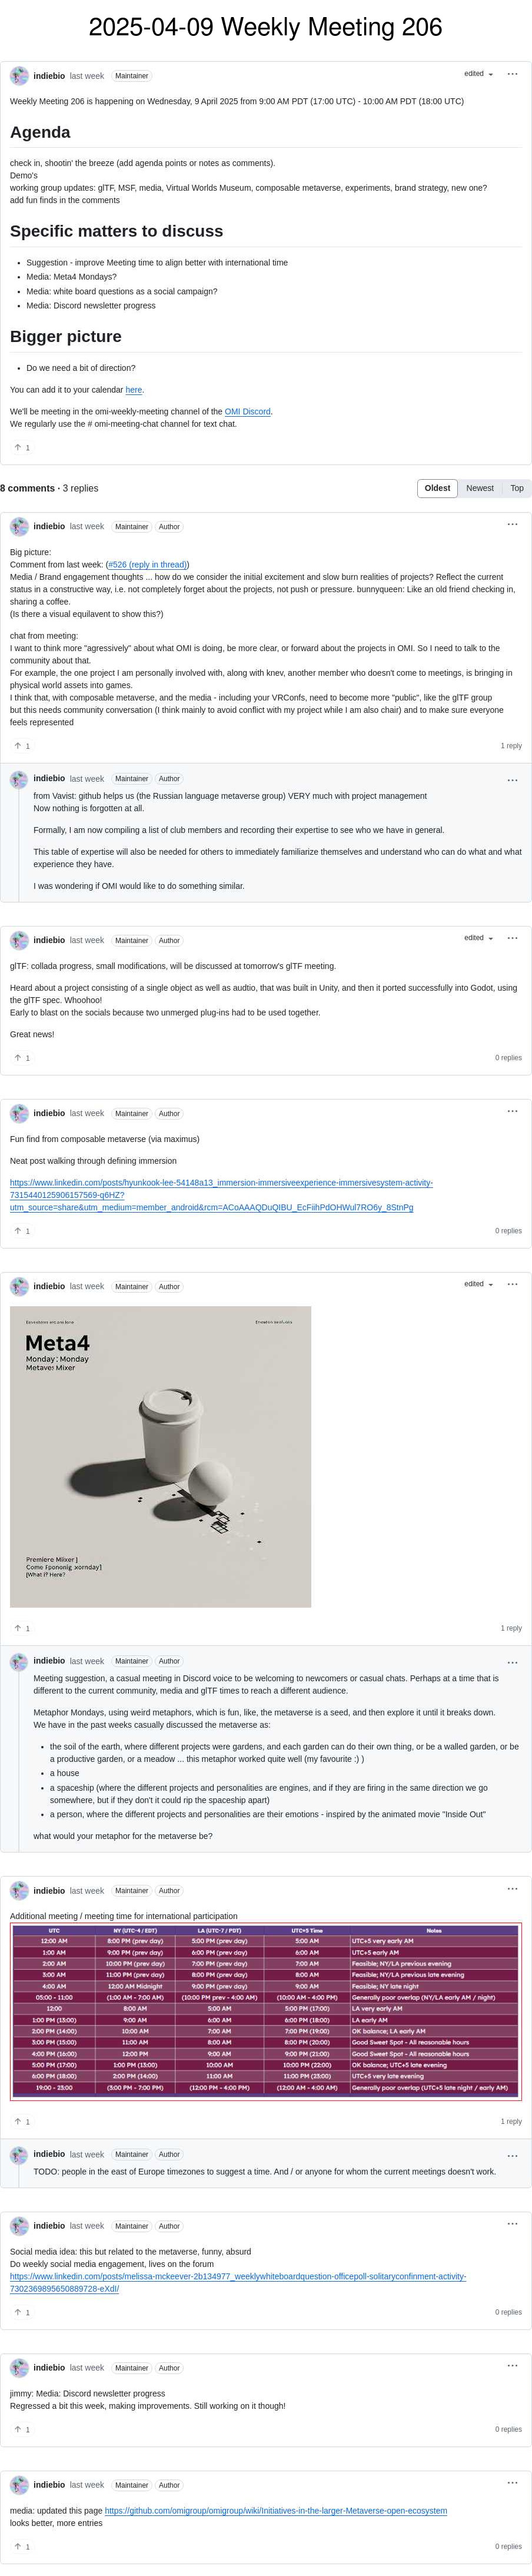 2025-04-09 Weekly Meeting 206
indiebio last week Maintainer edited
Weekly Meeting 206 is happening on Wednesday, 9 April 2025 from 9:00 AM PDT (17:00 UTC) - 10:00 AM PDT (18:00 UTC)
Agenda
check in, shootin' the breeze (add agenda points or notes as comments).
Demo's
working group updates: glTF, MSF, media, Virtual Worlds Museum, composable metaverse, experiments, brand strategy, new one?
add fun finds in the comments
Specific matters to discuss
• Suggestion - improve Meeting time to align better with international time
• Media: Meta4 Mondays?
• Media: white board questions as a social campaign?
• Media: Discord newsletter progress
Bigger picture
• Do we need a bit of direction?
You can add it to your calendar here.
We'll be meeting in the omi-weekly-meeting channel of the OMI Discord.
We regularly use the # omi-meeting-chat channel for text chat.
1
8 comments · 3 replies
Oldest Newest Top
indiebio last week Maintainer Author
Big picture:
Comment from last week: (#526 (reply in thread))
Media / Brand engagement thoughts ... how do we consider the initial excitement and slow burn realities of projects? Reflect the current
status in a constructive way, i.e. not completely forget about the projects, not push or pressure. bunnyqueen: Like an old friend checking in,
sharing a coffee.
(Is there a visual equilavent to show this?)
chat from meeting:
I want to think more "agressively" about what OMI is doing, be more clear, or forward about the projects in OMI. So I need to talk to the
community about that.
For example, the one project I am personally involved with, along with knev, another member who doesn't come to meetings, is bringing in
physical world assets into games.
I think that, with composable metaverse, and the media - including your VRConfs, need to become more "public", like the glTF group
but this needs community conversation (I think mainly to avoid conflict with my project while I am also chair) and to make sure everyone
feels represented
1
1 reply
indiebio last week Maintainer Author
from Vavist: github helps us (the Russian language metaverse group) VERY much with project management
Now nothing is forgotten at all.
Formally, I am now compiling a list of club members and recording their expertise to see who we have in general.
This table of expertise will also be needed for others to immediately familiarize themselves and understand who can do what and what
experience they have.
I was wondering if OMI would like to do something similar.
indiebio last week Maintainer Author edited
glTF: collada progress, small modifications, will be discussed at tomorrow's glTF meeting.
Heard about a project consisting of a single object as well as audtio, that was built in Unity, and then it ported successfully into Godot, using
the glTF spec. Whoohoo!
Early to blast on the socials because two unmerged plug-ins had to be used together.
Great news!
1
0 replies
indiebio last week Maintainer Author
Fun find from composable metaverse (via maximus)
Neat post walking through defining immersion
https://www.linkedin.com/posts/hyunkook-lee-54148a13_immersion-immersiveexperience-immersivesystem-activity-
7315440125906157569-q6HZ?
utm_source=share&utm_medium=member_android&rcm=ACoAAAQDuQIBU_EcFiihPdOHWul7RO6y_8StnPg
1
0 replies
indiebio last week Maintainer Author edited
Meta4
Monday: Monday
Metaves Mixer
Premiere Miixer ]
[What i? Here?
1
1 reply
indiebio last week Maintainer Author
Meeting suggestion, a casual meeting in Discord voice to be welcoming to newcomers or casual chats. Perhaps at a time that is
different to the current community, media and glTF times to reach a different audience.
Metaphor Mondays, using weird metaphors, which is fun, like, the metaverse is a seed, and then explore it until it breaks down.
We have in the past weeks casually discussed the metaverse as:
• the soil of the earth, where different projects were gardens, and each garden can do their own thing, or be a walled garden, or be
a productive garden, or a meadow ... this metaphor worked quite well (my favourite :) )
• a house
• a spaceship (where the different projects and personalities are engines, and if they are firing in the same direction we go
somewhere, but if they don't it could rip the spaceship apart)
• a person, where the different projects and personalities are their emotions - inspired by the animated movie "Inside Out"
what would your metaphor for the metaverse be?
indiebio last week Maintainer Author
Additional meeting / meeting time for international participation
UTC NY (UTC-4 / EDT) LA (UTC-7 / PDT) UTC+5 Time Notes
12:00 AM 8:00 PM (prev day) 5:00 PM (prev day) 5:00 AM UTC+5 very early AM
1:00 AM 9:00 PM (prev day) 6:00 PM (prev day) 6:00 AM UTC+5 early AM
2:00 AM 10:00 PM (prev day) 7:00 PM (prev day) 7:00 AM Feasible; NY/LA previous evening
3:00 AM 11:00 PM (prev day) 8:00 PM (prev day) 8:00 AM Feasible; NY/LA previous late evening
4:00 AM 12:00 AM Midnight 9:00 PM (prev day) 9:00 AM Feasible; NY late night
05:00 - 11:00 (1:00 AM - 7:00 AM) (10:00 PM prev - 4:00 AM) (10:00 AM - 4:00 PM) Generally poor overlap (NY/LA early AM / night)
12:00 8:00 AM 5:00 AM 5:00 PM (17:00) LA very early AM
1:00 PM (13:00) 9:00 AM 6:00 AM 6:00 PM (18:00) LA early AM
2:00 PM (14:00) 10:00 AM 7:00 AM 7:00 PM (19:00) OK balance; LA early AM
3:00 PM (15:00) 11:00 AM 8:00 AM 8:00 PM (20:00) Good Sweet Spot - All reasonable hours
4:00 PM (16:00) 12:00 PM 9:00 AM 9:00 PM (21:00) Good Sweet Spot - All reasonable hours
5:00 PM (17:00) 1:00 PM (13:00) 10:00 AM 10:00 PM (22:00) OK balance; UTC+5 late evening
6:00 PM (18:00) 2:00 PM (14:00) 11:00 AM 11:00 PM (23:00) UTC+5 very late evening
19:00 - 23:00 (3:00 PM - 7:00 PM) (12:00 PM - 4:00 PM) (12:00 AM - 4:00 AM) Generally poor overlap (UTC+5 late night / early AM)
1
1 reply
indiebio last week Maintainer Author
TODO: people in the east of Europe timezones to suggest a time. And / or anyone for whom the current meetings doesn't work.
indiebio last week Maintainer Author
Social media idea: this but related to the metaverse, funny, absurd
Do weekly social media engagement, lives on the forum
https://www.linkedin.com/posts/melissa-mckeever-2b134977_weeklywhiteboardquestion-officepoll-solitaryconfinment-activity-
7302369895650889728-eXdI/
1
0 replies
indiebio last week Maintainer Author
jimmy: Media: Discord newsletter progress
Regressed a bit this week, making improvements. Still working on it though!
1
0 replies
indiebio last week Maintainer Author
media: updated this page https://github.com/omigroup/omigroup/wiki/Initiatives-in-the-larger-Metaverse-open-ecosystem
looks better, more entries
1
0 replies